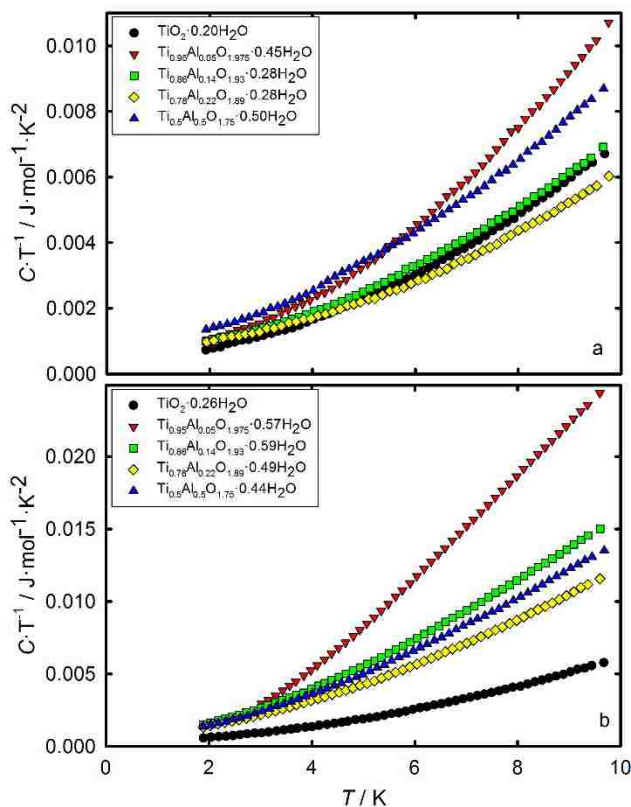 a
TiO₂·0.20H₂O
Ti₀.₉₅Al₀.₀₅O₁.₉₇₅·0.45H₂O
Ti₀.₈₆Al₀.₁₄O₁.₉₃·0.28H₂O
Ti₀.₇₈Al₀.₂₂O₁.₈₉·0.28H₂O
Ti₀.₅Al₀.₅O₁.₇₅·0.50H₂O
0.010
0.008
0.006
0.004
0.002
0.000
C·T⁻¹ / J·mol⁻¹·K⁻²
b
TiO₂·0.26H₂O
Ti₀.₉₅Al₀.₀₅O₁.₉₇₅·0.57H₂O
Ti₀.₈₆Al₀.₁₄O₁.₉₃·0.59H₂O
Ti₀.₇₈Al₀.₂₂O₁.₈₉·0.49H₂O
Ti₀.₅Al₀.₅O₁.₇₅·0.44H₂O
0.020
0.015
0.010
0.005
0.000
C·T⁻¹ / J·mol⁻¹·K⁻²
0 2 4 6 8 10
T / K